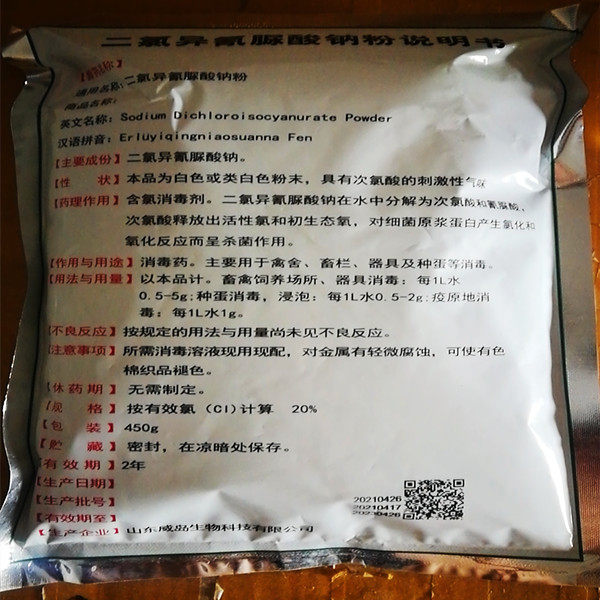 二氯异氰脲酸钠粉说明书
【兽药名称】
通用名称：二氯异氰脲酸钠粉
商品名称：
英文名称：Sodium Dichloroisocyanurate Powder
汉语拼音：Erlüyiqingniaosuanna Fen
【主要成份】二氯异氰脲酸钠。
【性 状】本品为白色或类白色粉末，具有次氯酸的刺激性气味
【药理作用】含氯消毒剂。二氯异氰脲酸钠在水中分解为次氯酸和氰脲酸，
次氯酸释放出活性氯和初生态氧，对细菌原浆蛋白产生氯化和
氧化反应而呈杀菌作用。
【作用与用途】消毒药。主要用于禽舍、畜栏、器具及种蛋等消毒。
【用法与用量】以本品计。畜禽饲养场所、器具消毒：每1L水
0.5-5g;种蛋消毒，浸泡：每1L水0.5-2g;疫原地消
毒：每1L水1g。
【不良反应】按规定的用法与用量尚未见不良反应。
【注意事项】所需消毒溶液现用现配，对金属有轻微腐蚀，可使有色
棉织品褪色。
【休药期】无需制定。
【规 格】按有效氯（Cl）计算 20%
【包 装】450g
【贮 藏】密封，在凉暗处保存。
【有效期】2年
【生产日期】
【生产批号】
【有效期至】
20210426
20210417
【生产企业】山东威岛生物科技有限公司